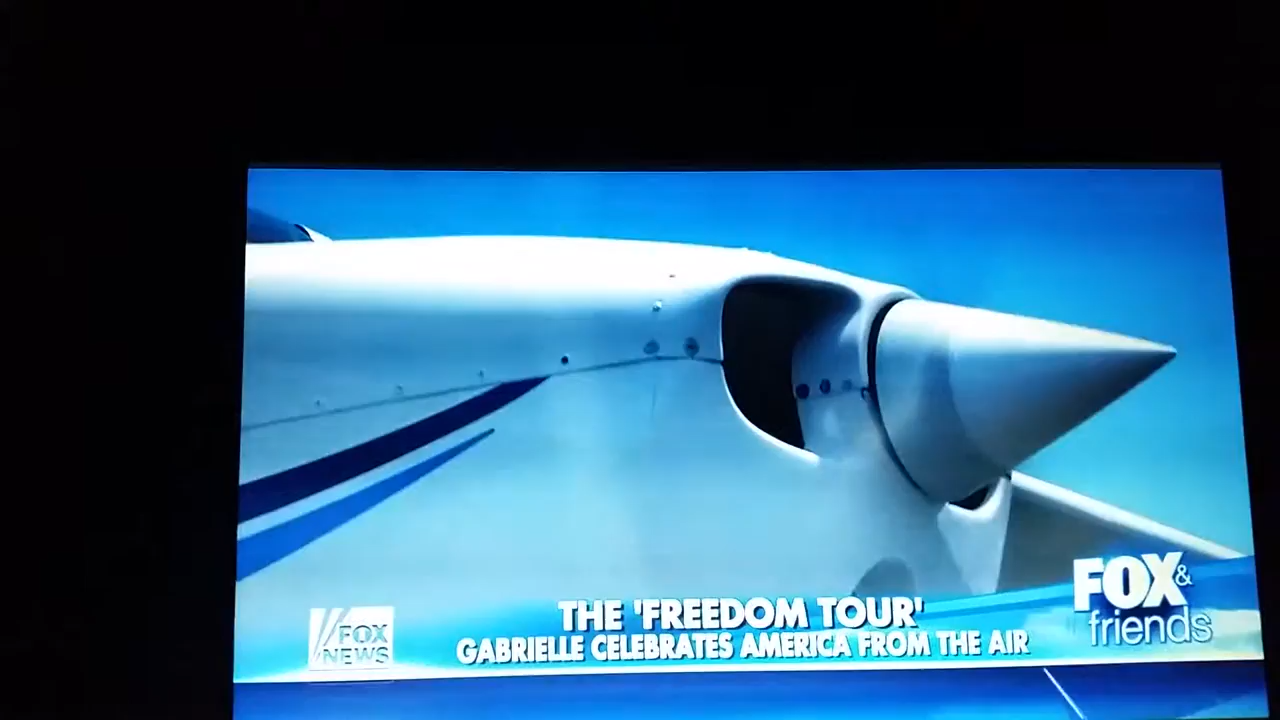 THE 'FREEDOM TOUR'
GABRIELLE CELEBRATES AMERICA FROM THE AIR
FOX
NEWS
FOX&
friends